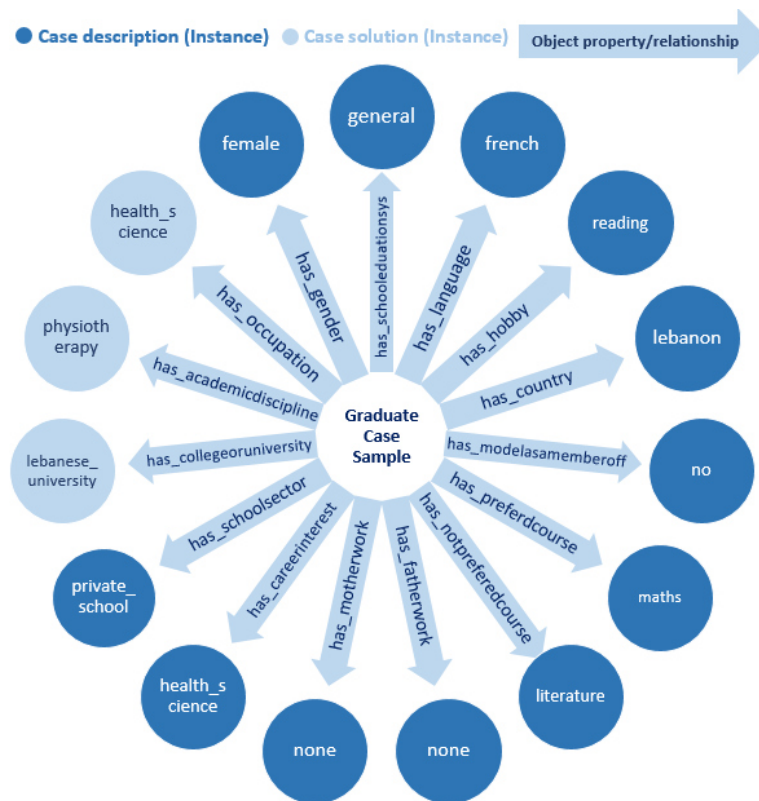 Case description (Instance)
Case solution (Instance)
Object property/relationship
general
french
reading
lebanon
no
maths
literature
none
none
health_s
cience
private_
school
lebanese_
university
physioth
erapy
health_s
cience
female
has_schooleduationsys
has_language
has_hobby
has_country
has_modelasamemberoff
has_preferdcourse
has_notpreferedcourse
has_fatherwork
has_motherwork
has_careerinterest
has_schoolsector
has_collegeoruniversity
has_academicdiscipline
has_occupation
has_gender
Graduate
Case
Sample